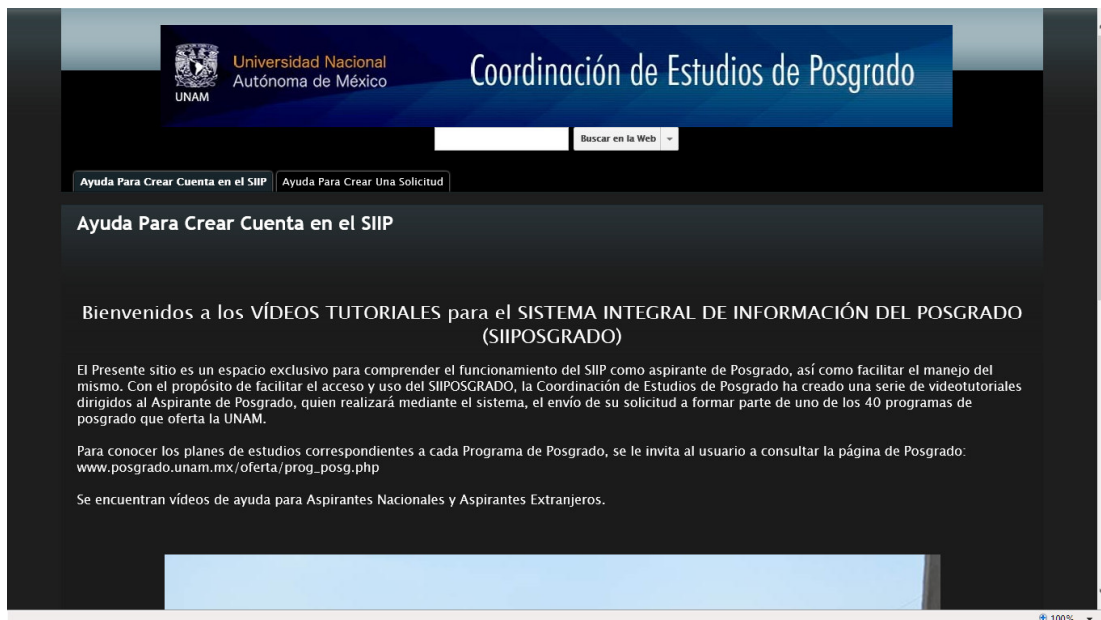 Universidad Nacional
Autónoma de México
UNAM
Coordinación de Estudios de Posgrado
Buscar en la Web
Ayuda Para Crear Cuenta en el SIIP
Ayuda Para Crear Una Solicitud
Ayuda Para Crear Cuenta en el SIIP
Bienvenidos a los VÍDEOS TUTORIALES para el SISTEMA INTEGRAL DE INFORMACIÓN DEL POSGRADO
(SIIPOSGRADO)
El Presente sitio es un espacio exclusivo para comprender el funcionamiento del SIIP como aspirante de Posgrado, así como facilitar el manejo del
mismo. Con el propósito de facilitar el acceso y uso del SIIPOSGRADO, la Coordinación de Estudios de Posgrado ha creado una serie de videotutoriales
dirigidos al Aspirante de Posgrado, quien realizará mediante el sistema, el envío de su solicitud a formar parte de uno de los 40 programas de
posgrado que oferta la UNAM.
Para conocer los planes de estudios correspondientes a cada Programa de Posgrado, se le invita al usuario a consultar la página de Posgrado:
www.posgrado.unam.mx/oferta/prog_posg.php
Se encuentran vídeos de ayuda para Aspirantes Nacionales y Aspirantes Extranjeros.
100%